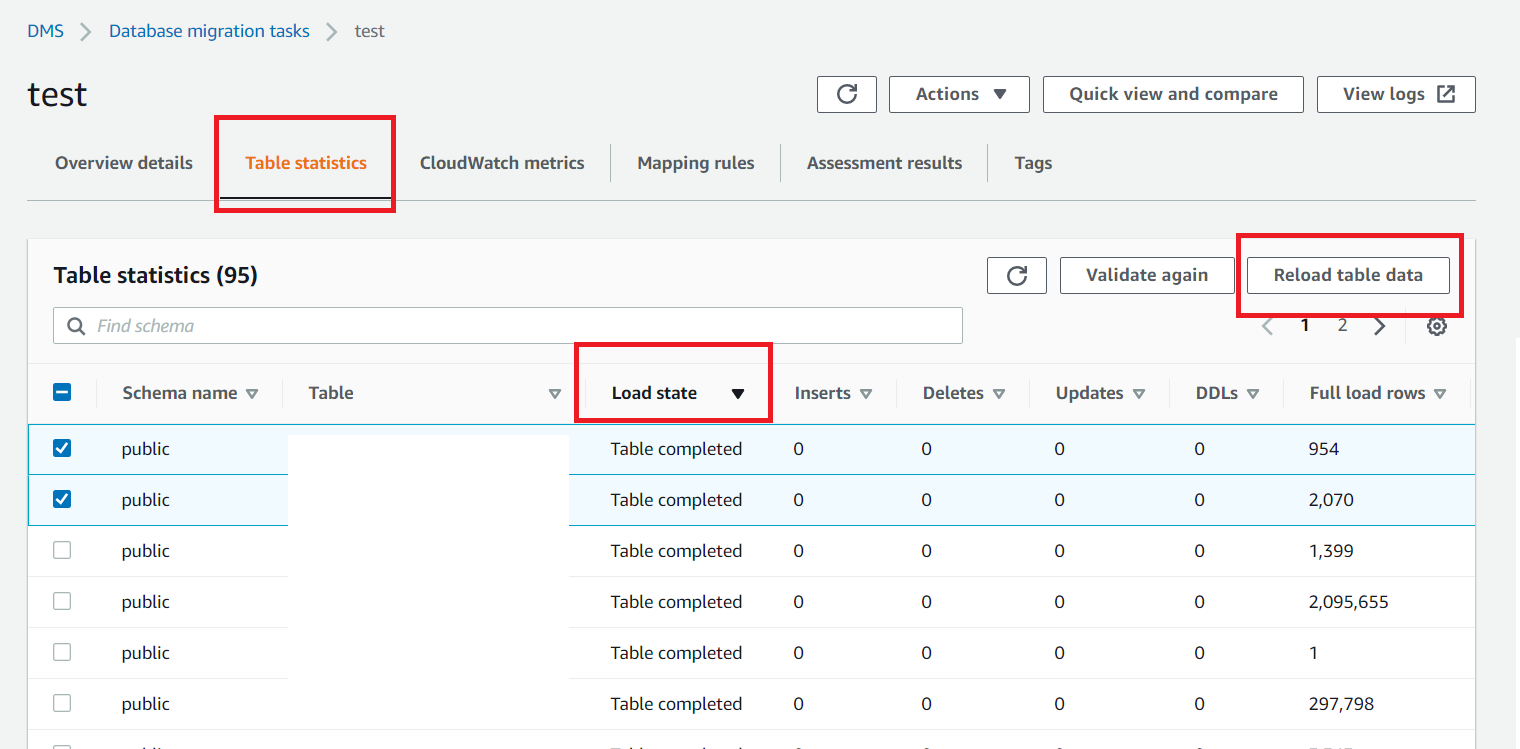 DMS > Database migration tasks > test
test
Actions Quick view and compare View logs
Overview details Table statistics CloudWatch metrics Mapping rules Assessment results Tags
Table statistics (95) Validate again Reload table data
Find schema 1 2
Schema name Table Load state Inserts Deletes Updates DDLs Full load rows
public Table completed 0 0 0 0 954
public Table completed 0 0 0 0 2,070
public Table completed 0 0 0 0 1,399
public Table completed 0 0 0 0 2,095,655
public Table completed 0 0 0 0 1
public Table completed 0 0 0 0 297,798